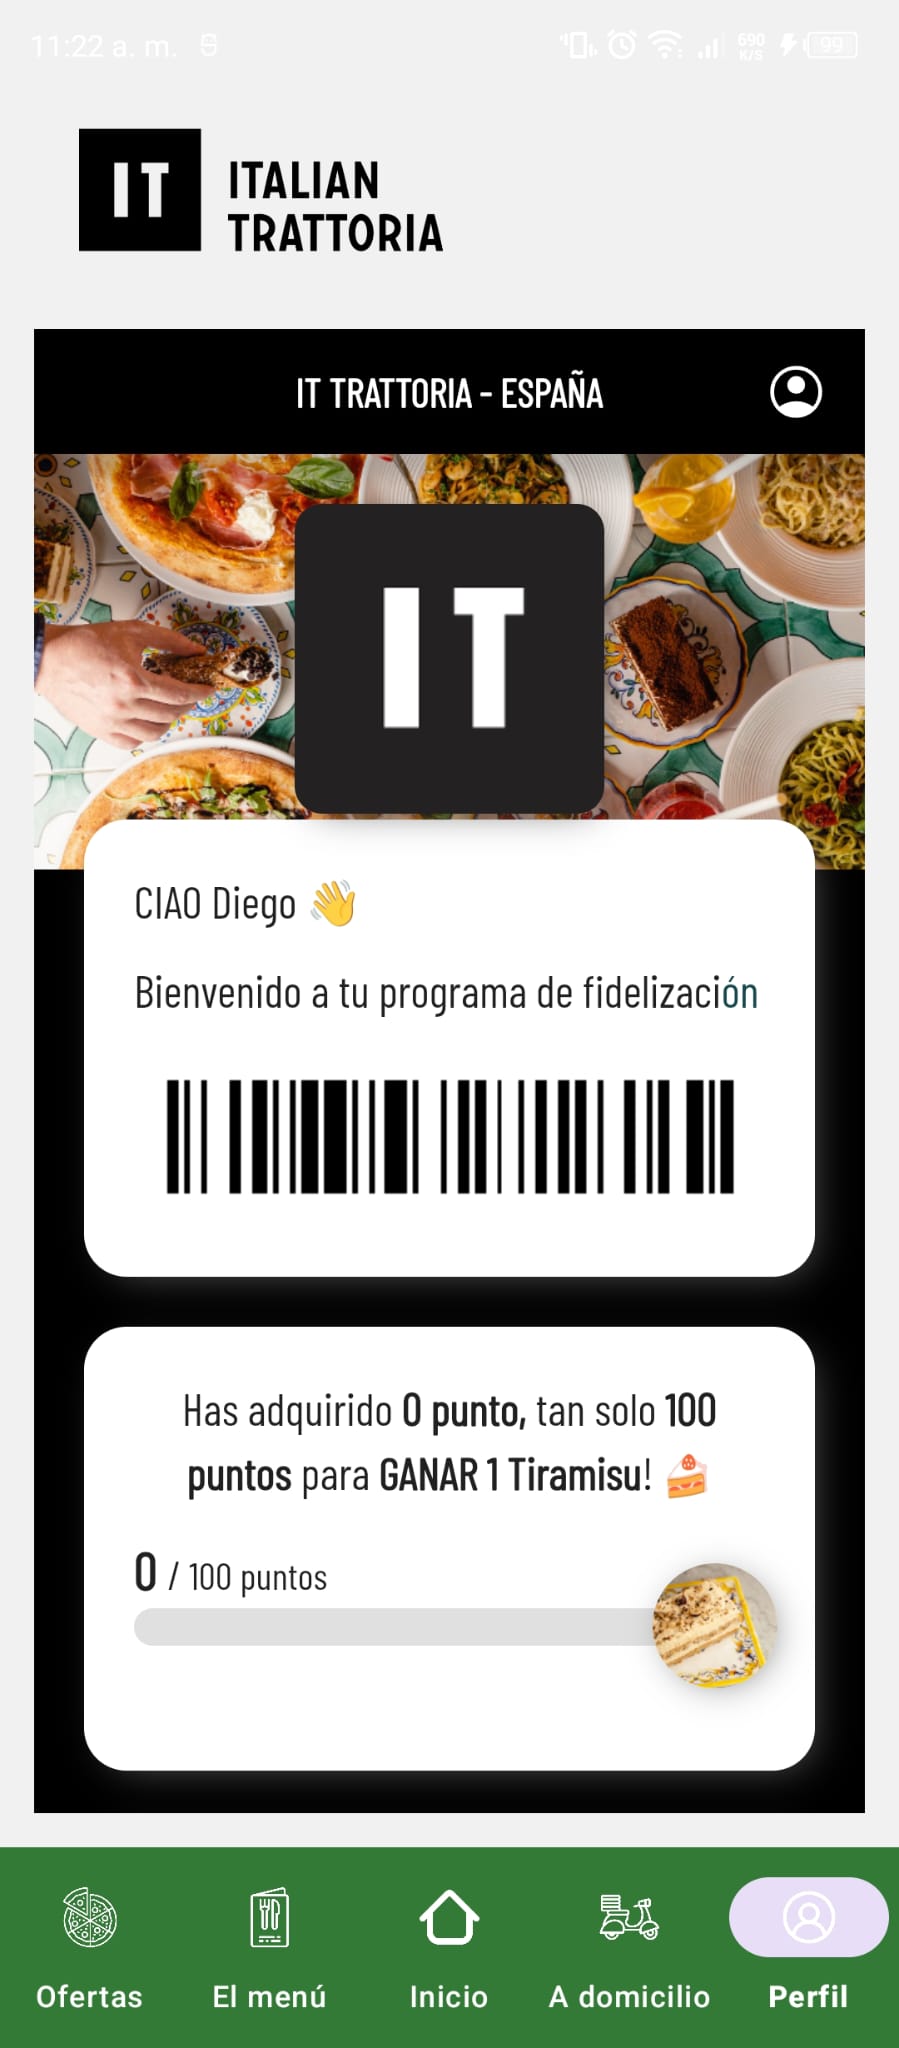 11:22 a. m.
690
K/S
99
IT
ITALIAN
TRATTORIA
IT TRATTORIA - ESPAÑA
IT
CIAO Diego 👋
Bienvenido a tu programa de fidelización
Has adquirido 0 punto, tan solo 100
puntos para GANAR 1 Tiramisu! 🍰
0 / 100 puntos
Ofertas
El menú
Inicio
A domicilio
Perfil